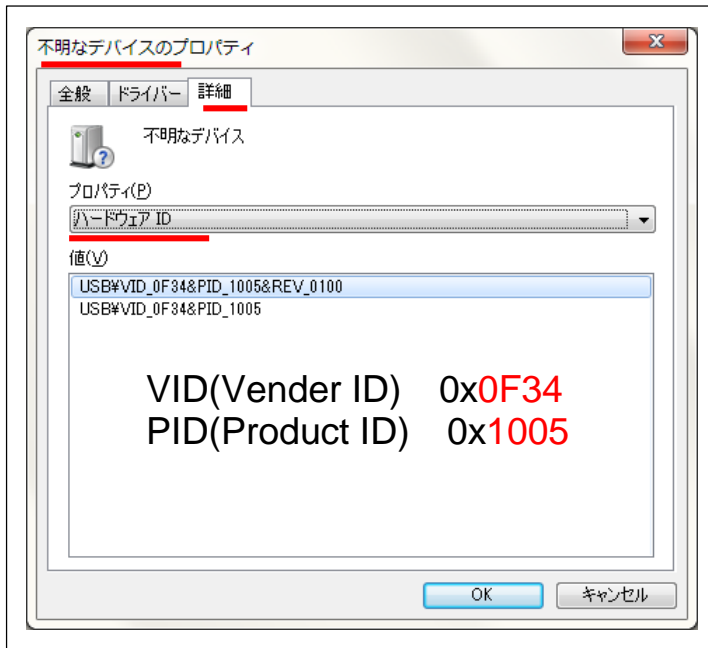 不明なデバイスのプロパティ
全般 ドライバー 詳細
不明なデバイス
プロパティ(P)
ハードウェア ID
値(V)
USB¥VID_0F34&PID_1005&REV_0100
USB¥VID_0F34&PID_1005
VID(Vender ID) 0x0F34
PID(Product ID) 0x1005
OK キャンセル